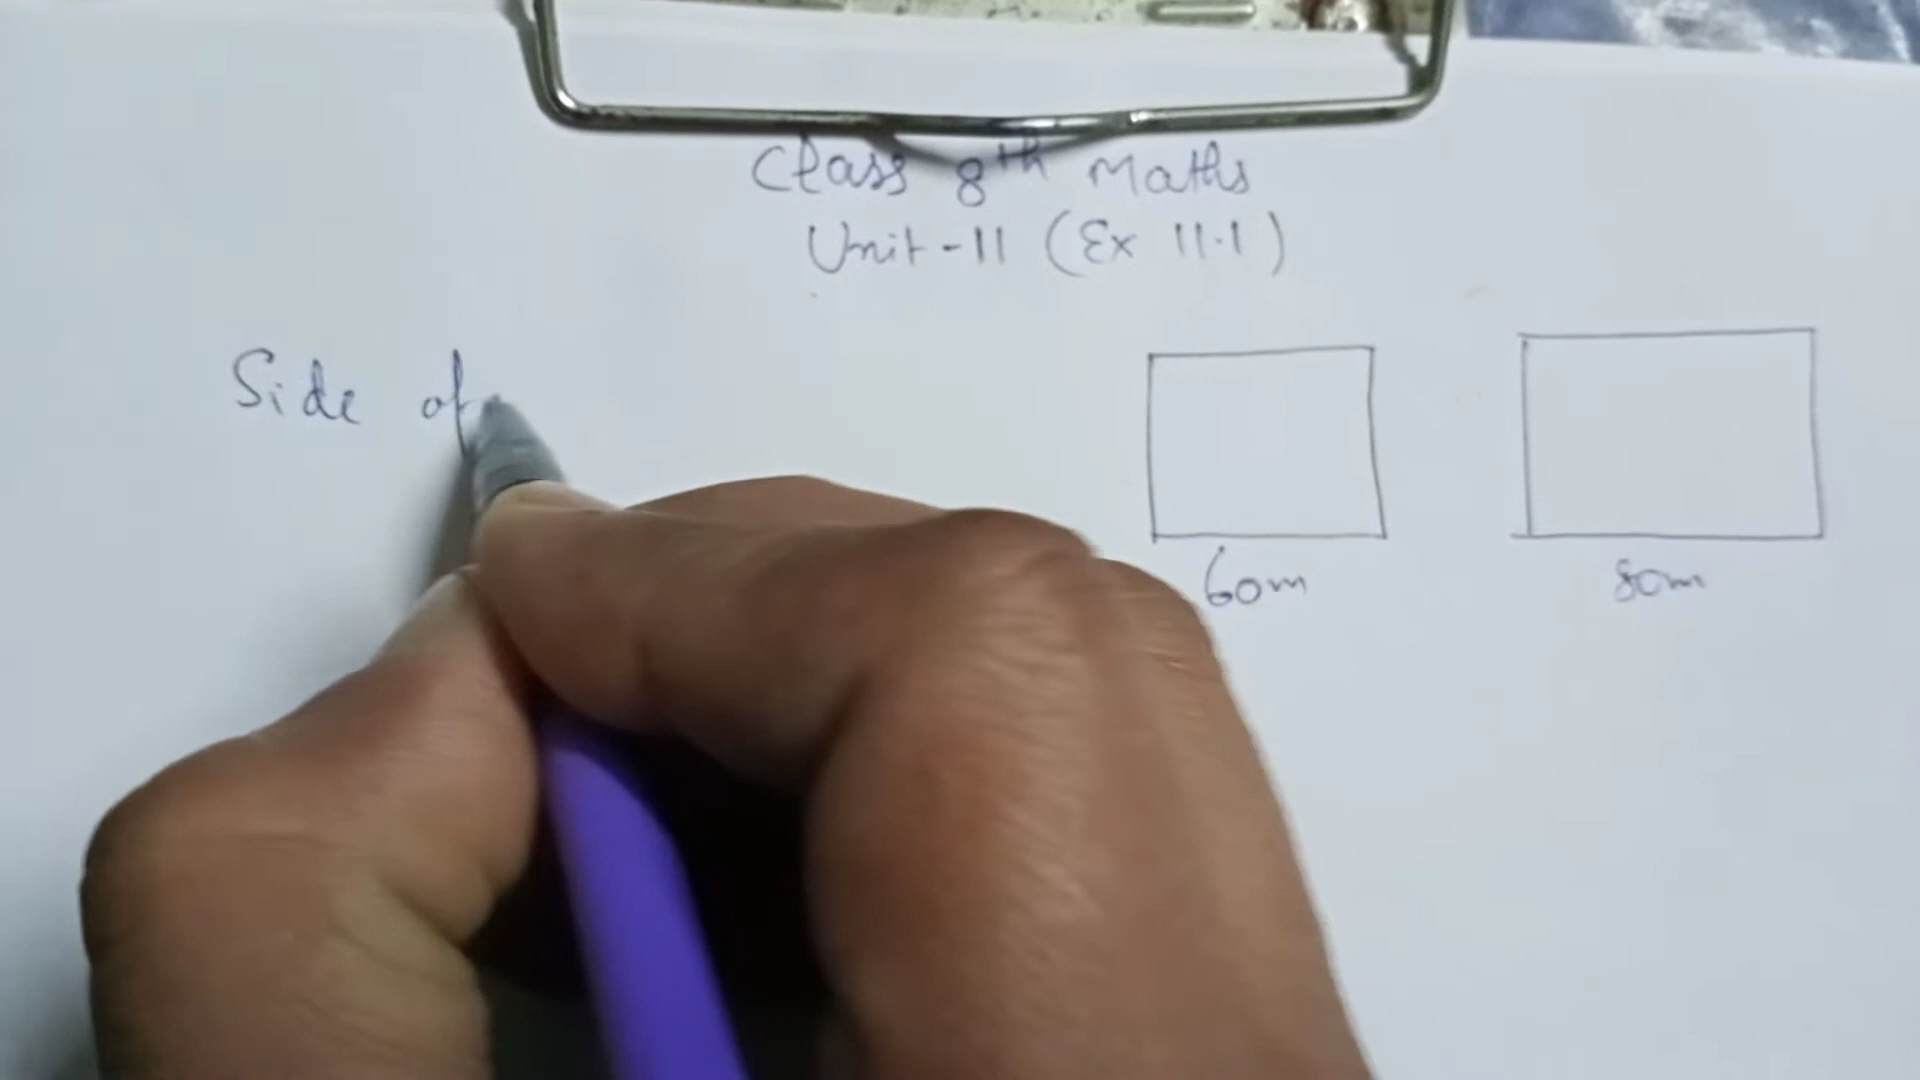 Class 8th Maths
Unit-11 (Ex 11.1)
Side of
60m
80m